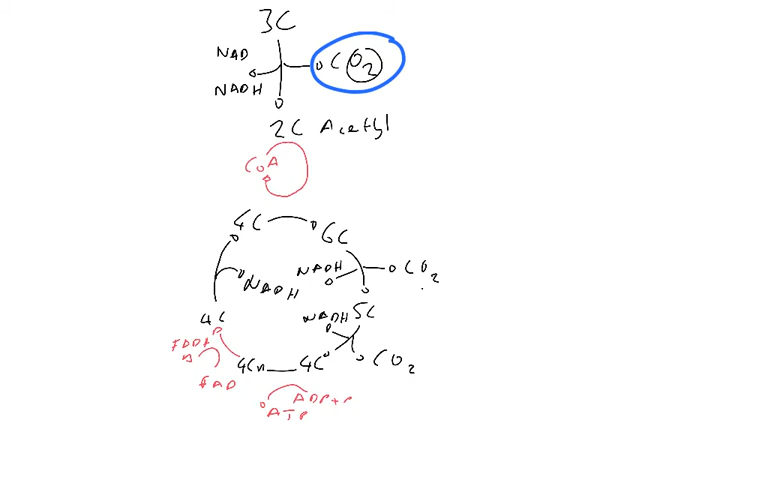 3C
NAD
CO2
NADH
2C Acetyl
CoA
4C
6C
NADH
CO2
NADH
4C
NADH
5C
FADH
4C
4C
CO2
FAD
ADP+P
ATP